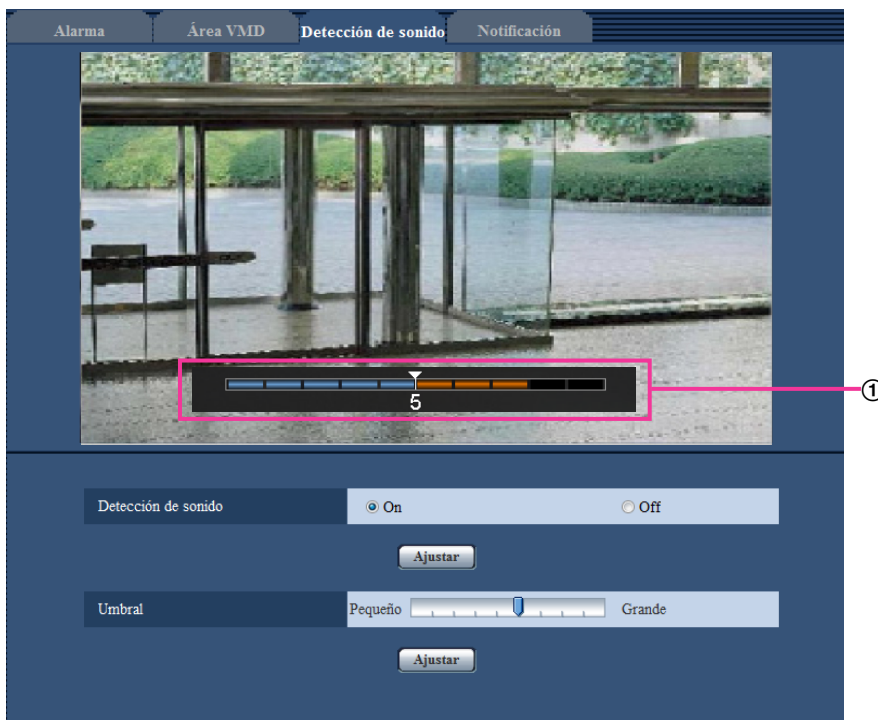 Alarma Área VMD Detección de sonido Notificación
5
①
Detección de sonido On Off
Ajustar
Umbral Pequeño Grande
Ajustar